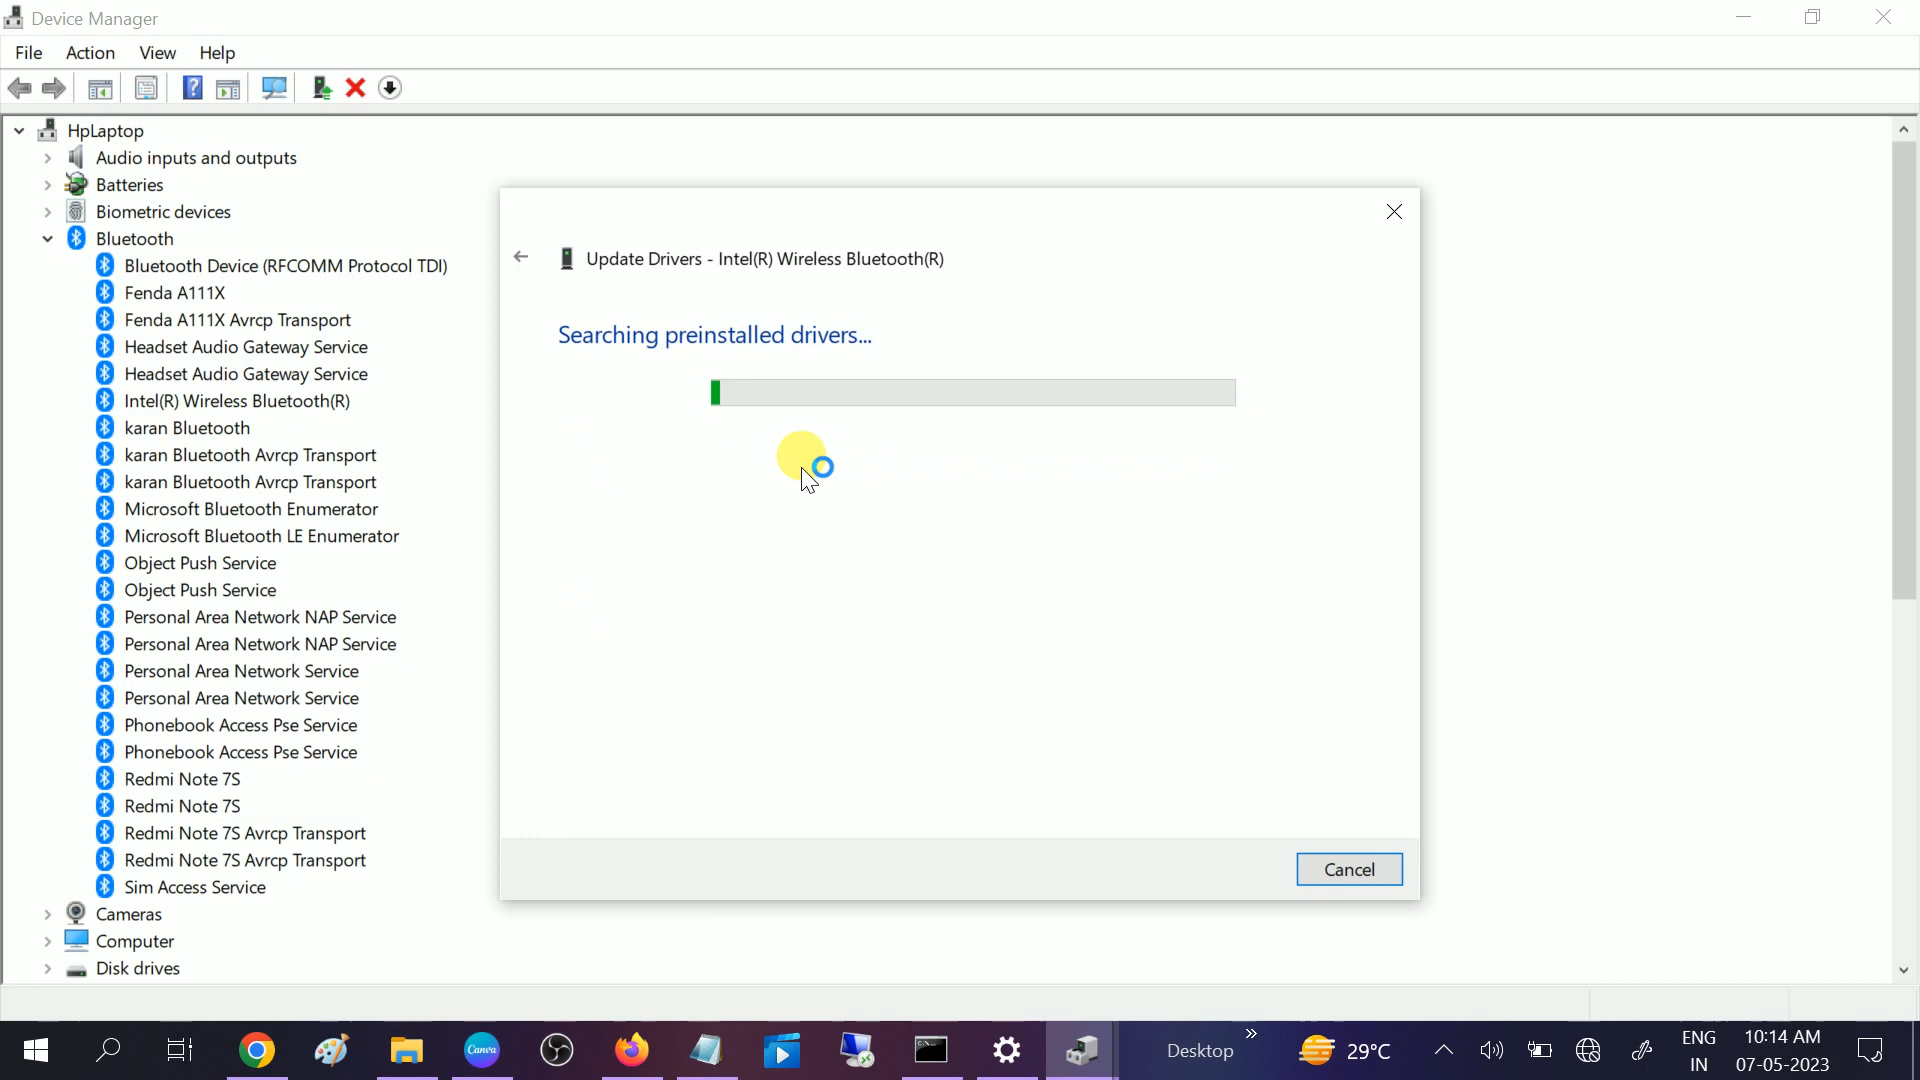 Device Manager
File Action View Help
HpLaptop
Audio inputs and outputs
Batteries
Biometric devices
Bluetooth
Bluetooth Device (RFCOMM Protocol TDI)
Fenda A111X
Fenda A111X Avrcp Transport
Headset Audio Gateway Service
Headset Audio Gateway Service
Intel(R) Wireless Bluetooth(R)
karan Bluetooth
karan Bluetooth Avrcp Transport
karan Bluetooth Avrcp Transport
Microsoft Bluetooth Enumerator
Microsoft Bluetooth LE Enumerator
Object Push Service
Object Push Service
Personal Area Network NAP Service
Personal Area Network NAP Service
Personal Area Network Service
Personal Area Network Service
Phonebook Access Pse Service
Phonebook Access Pse Service
Redmi Note 7S
Redmi Note 7S
Redmi Note 7S Avrcp Transport
Redmi Note 7S Avrcp Transport
Sim Access Service
Cameras
Computer
Disk drives
Update Drivers - Intel(R) Wireless Bluetooth(R)
Searching preinstalled drivers...
Cancel
Canva
Desktop
29°C
ENG
IN
10:14 AM
07-05-2023